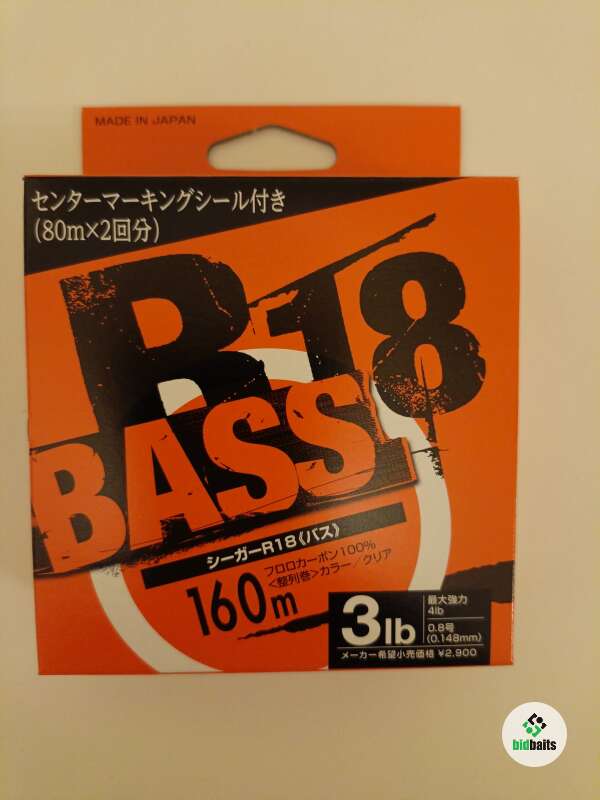 MADE IN JAPAN
センターマーキングシール付き
(80m×2回分)
R18
BASS
シーガーR18《バス》
フロロカーボン100%
<整列巻>カラー/クリア
160m
3lb
最大強力
4lb
0.8号
(0.148mm)
メーカー希望小売価格 ¥2,900
bidbaits